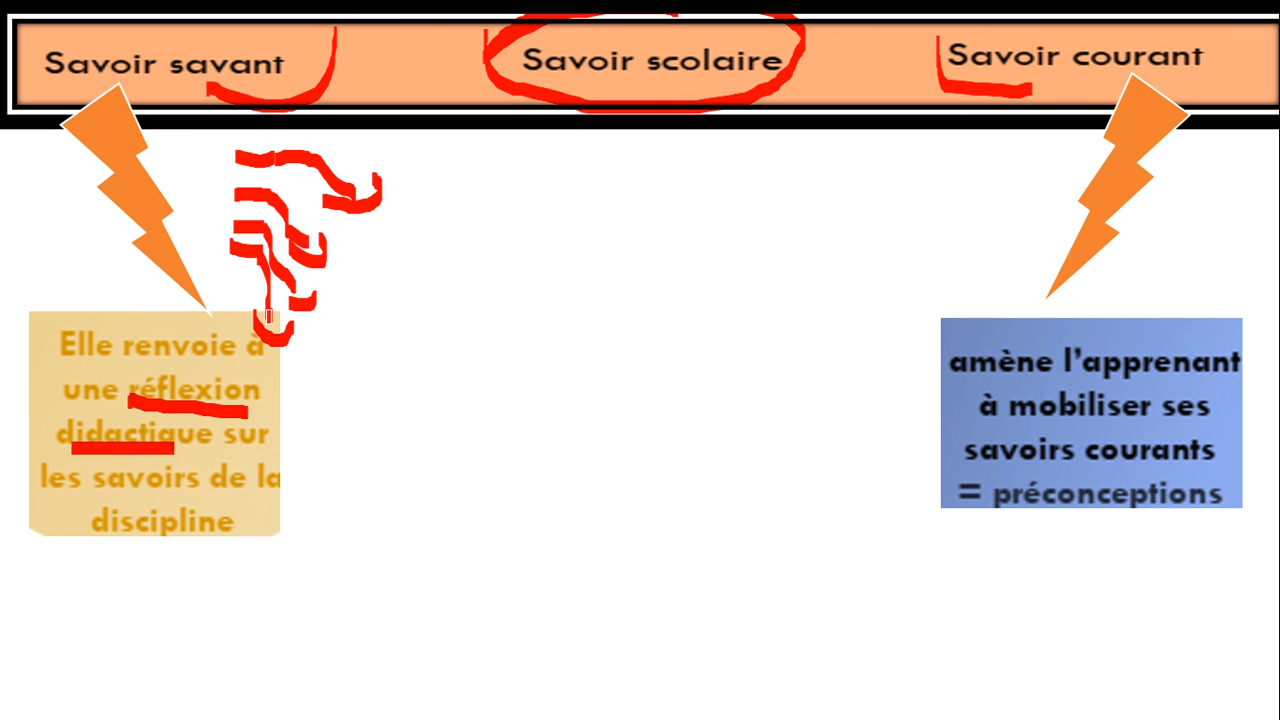 Savoir savant
Savoir scolaire
Savoir courant
Elle renvoie à
une réflexion
didactique sur
les savoirs de la
discipline
amène l'apprenant
à mobiliser ses
savoirs courants
= préconceptions